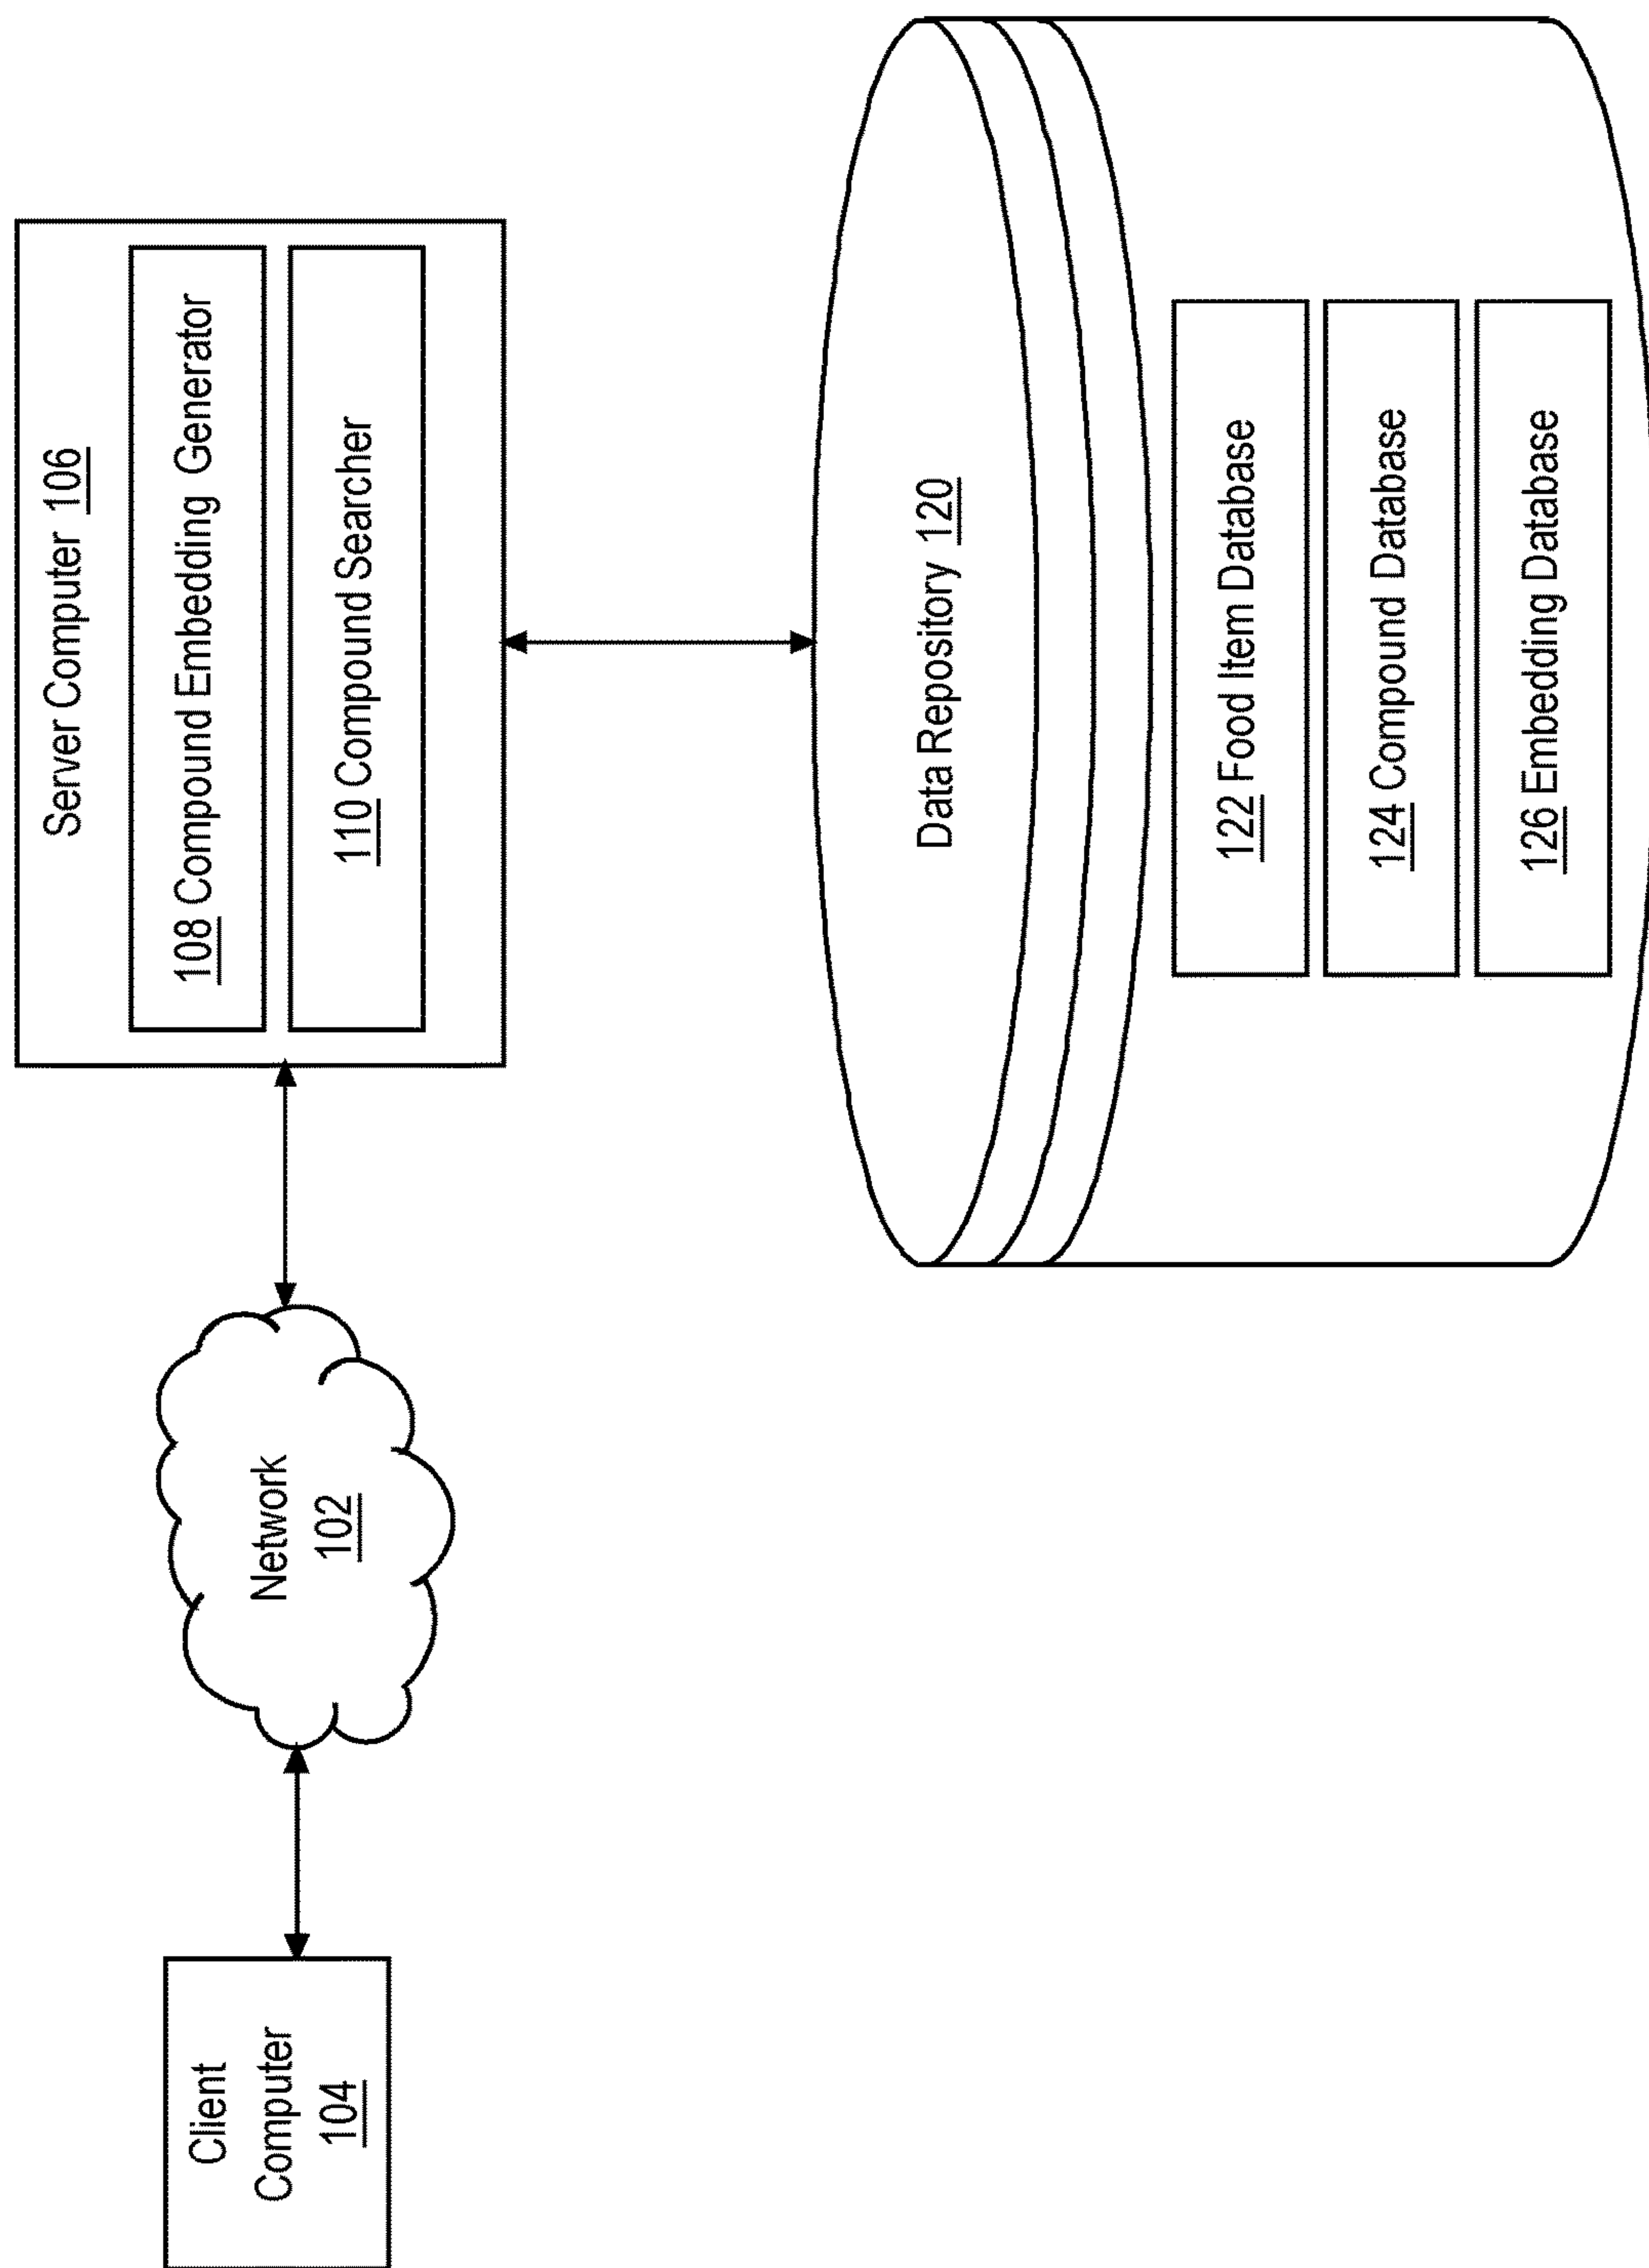 Server Computer 106
108 Compound Embedding Generator
110 Compound Searcher
Network
102
Client
Computer
104
Data Repository 120
122 Food Item Database
124 Compound Database
126 Embedding Database